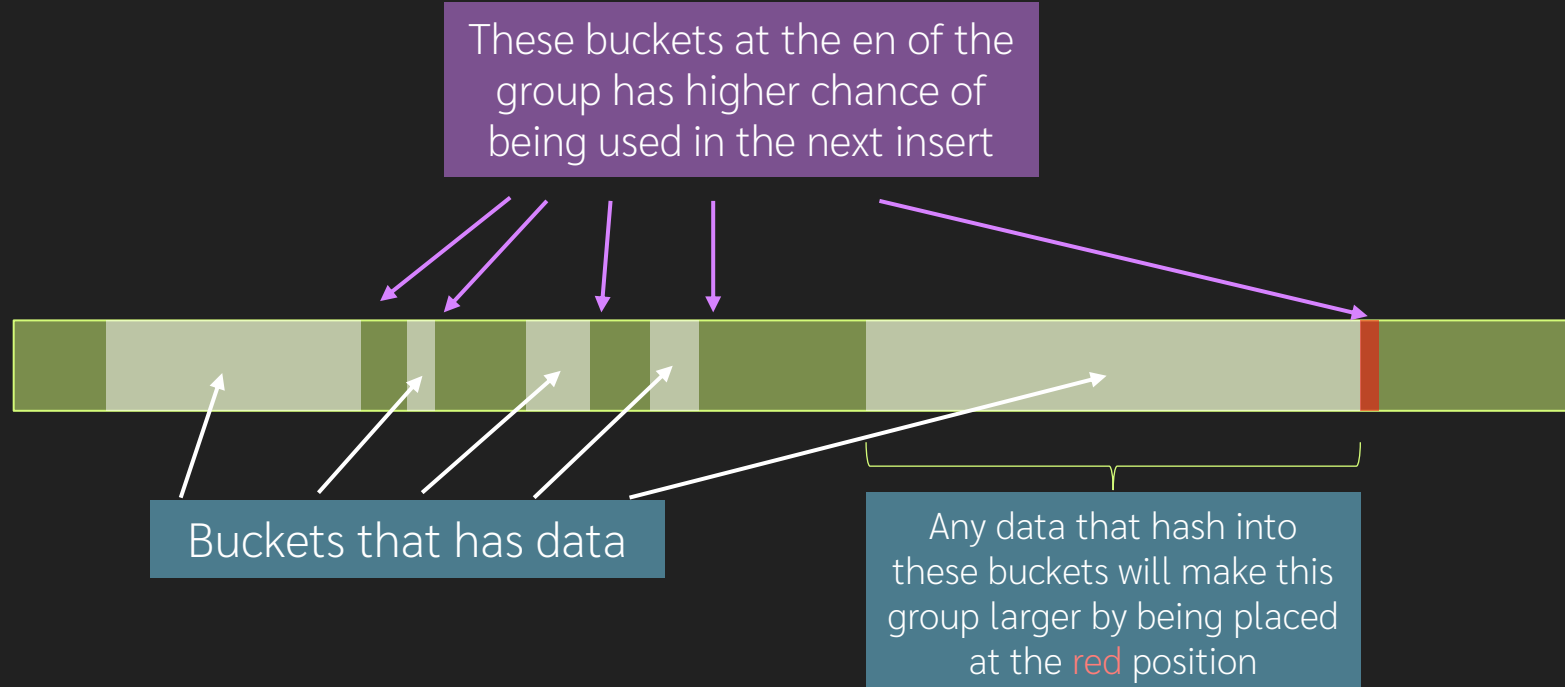 These buckets at the en of the
group has higher chance of
being used in the next insert
Buckets that has data
Any data that hash into
these buckets will make this
group larger by being placed
at the red position